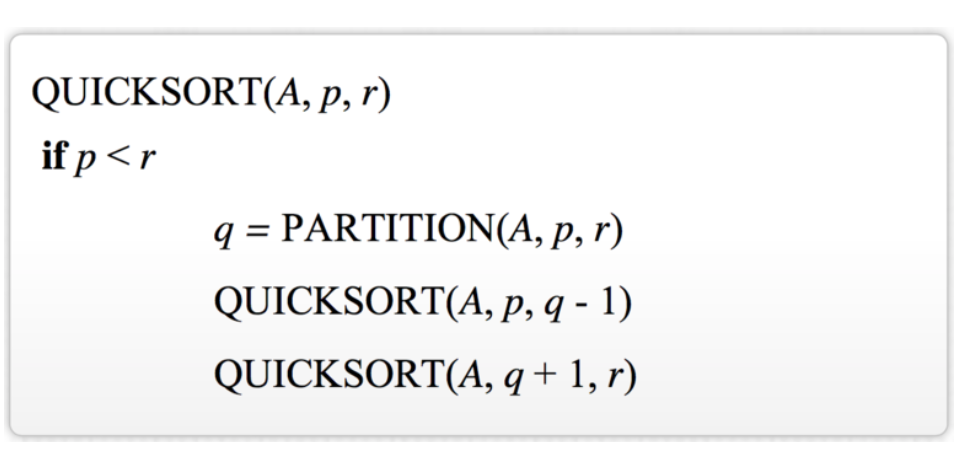 QUICKSORT(A, p, r)
if p < r
q = PARTITION(A, p, r)
QUICKSORT(A, p, q - 1)
QUICKSORT(A, q + 1, r)